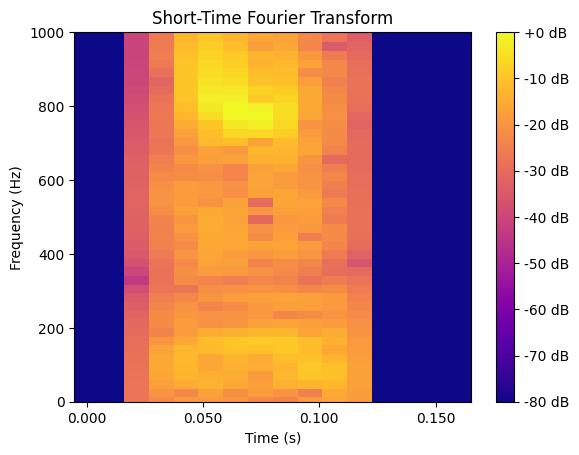 Short-Time Fourier Transform
Frequency (Hz)
1000
800
600
400
200
0
0.000
0.050
0.100
0.150
Time (s)
+0 dB
-10 dB
-20 dB
-30 dB
-40 dB
-50 dB
-60 dB
-70 dB
-80 dB